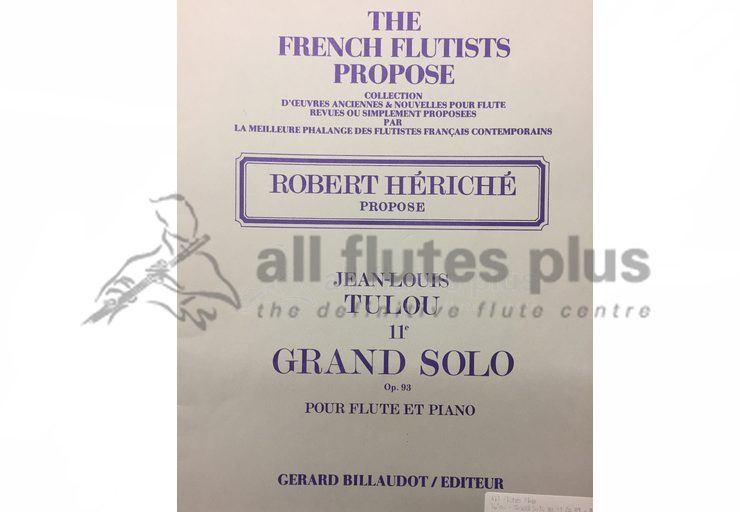 THE
FRENCH FLUTISTS
PROPOSE
COLLECTION
D'ŒUVRES ANCIENNES & NOUVELLES POUR FLUTE
REVUES OU SIMPLEMENT PROPOSEES
PAR
LA MEILLEURE PHALANGE DES FLUTISTES FRANÇAIS CONTEMPORAINS
ROBERT HÉRICHÉ
PROPOSE
all flutes plus
the definitive flute centre
JEAN-LOUIS
TULOU
11e
GRAND SOLO
Op. 93
POUR FLUTE ET PIANO
GERARD BILLAUDOT / EDITEUR